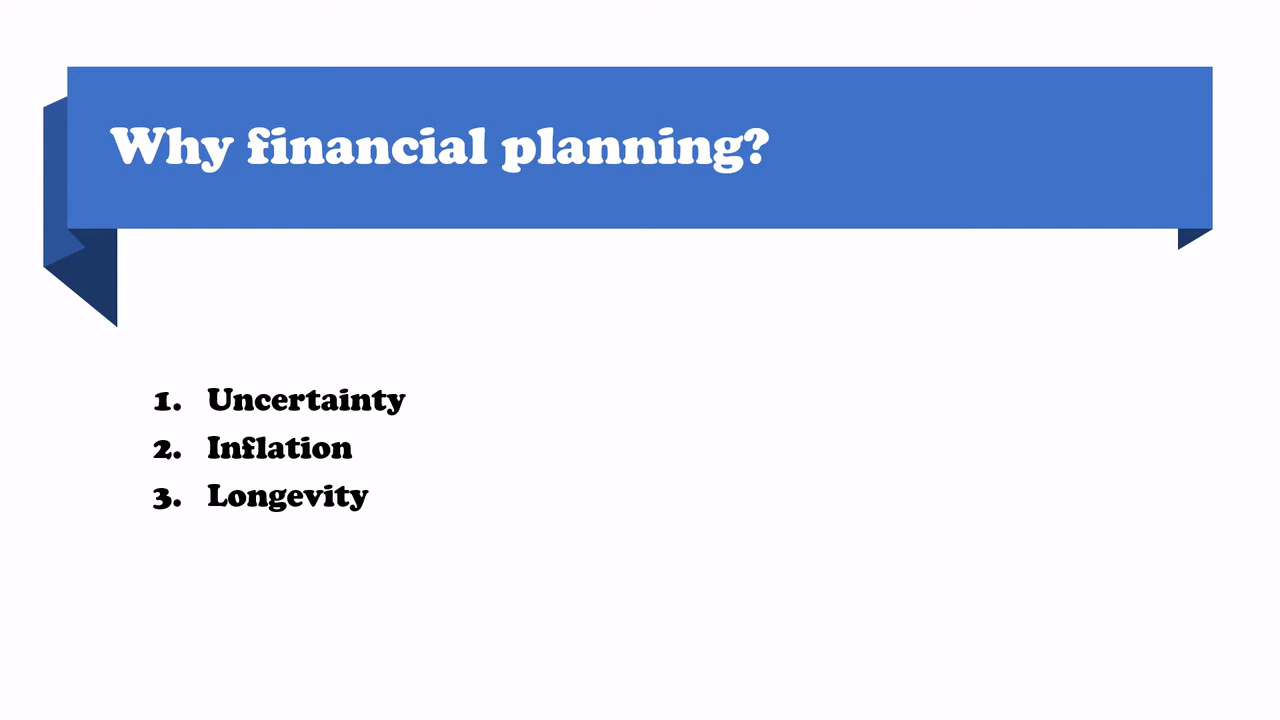 Why financial planning?
1. Uncertainty
2. Inflation
3. Longevity